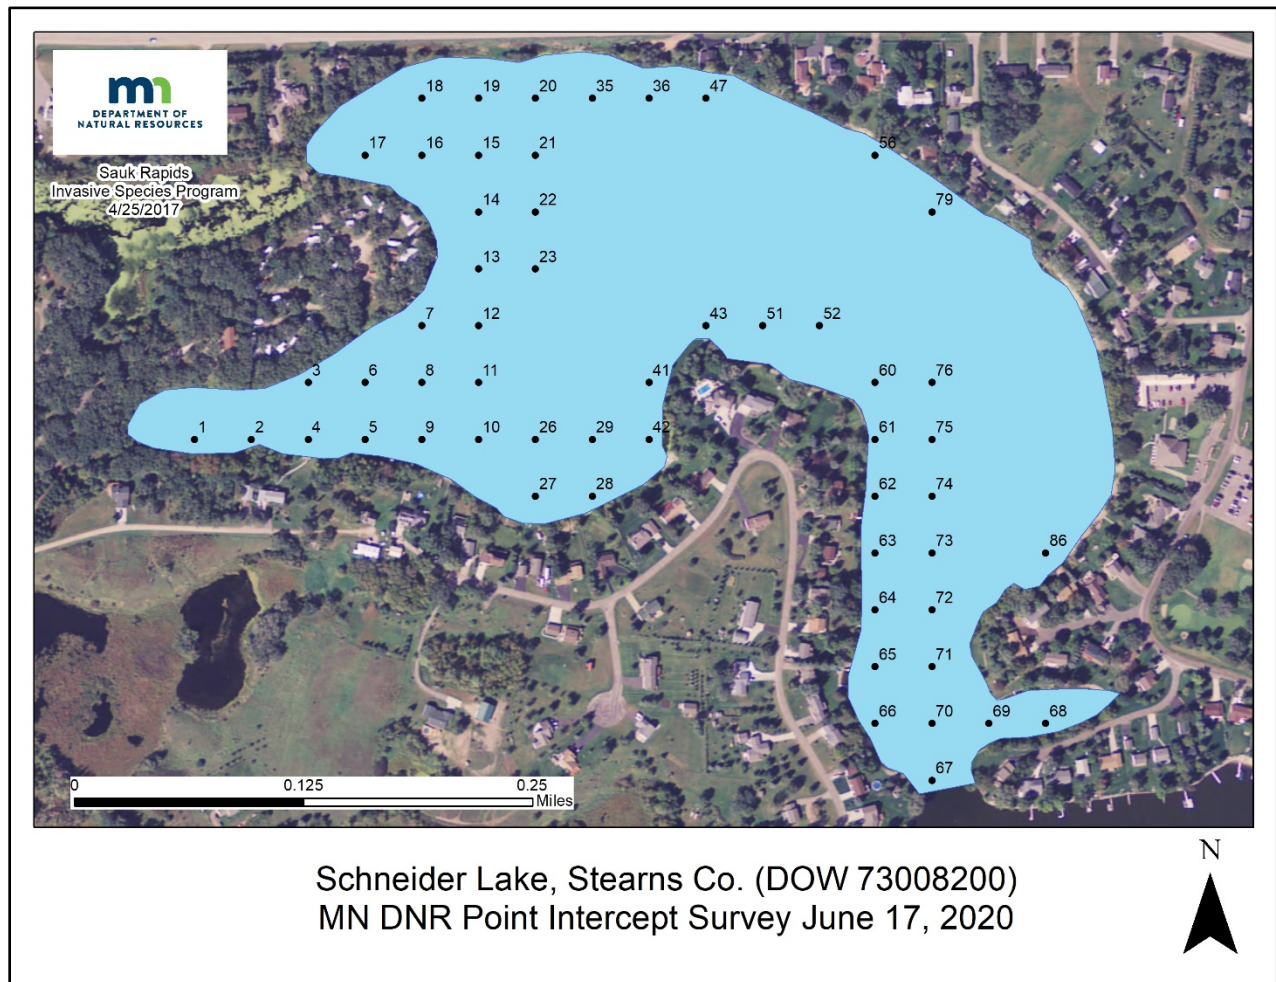 mn
DEPARTMENT OF
NATURAL RESOURCES
Sauk Rapids
Invasive Species Program
4/25/2017
18 19 20 35 36 47
17 16 15 21 56
14 22 79
13 23
7 12 43 51 52
3 6 8 11 41 60 76
1 2 4 5 9 10 26 29 42 61 75
27 28 62 74
63 73 86
64 72
65 71
66 70 69 68
67
0 0.125 0.25
Miles
N
Schneider Lake, Stearns Co. (DOW 73008200)
MN DNR Point Intercept Survey June 17, 2020